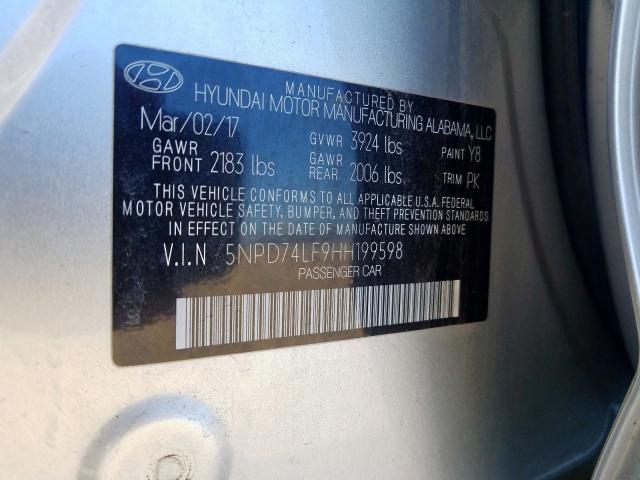 MANUFACTURED BY
HYUNDAI MOTOR MANUFACTURING ALABAMA, LLC
Mar/02/17 GVWR 3924 lbs PAINT Y8
GAWR FRONT 2183 lbs GAWR REAR 2006 lbs TRIM PK
THIS VEHICLE CONFORMS TO ALL APPLICABLE U.S.A. FEDERAL
MOTOR VEHICLE SAFETY, BUMPER, AND THEFT PREVENTION STANDARDS
IN EFFECT ON THE DATE OF MANUFACTURE SHOWN ABOVE.
V.I.N 5NPD74LF9HH199598
PASSENGER CAR